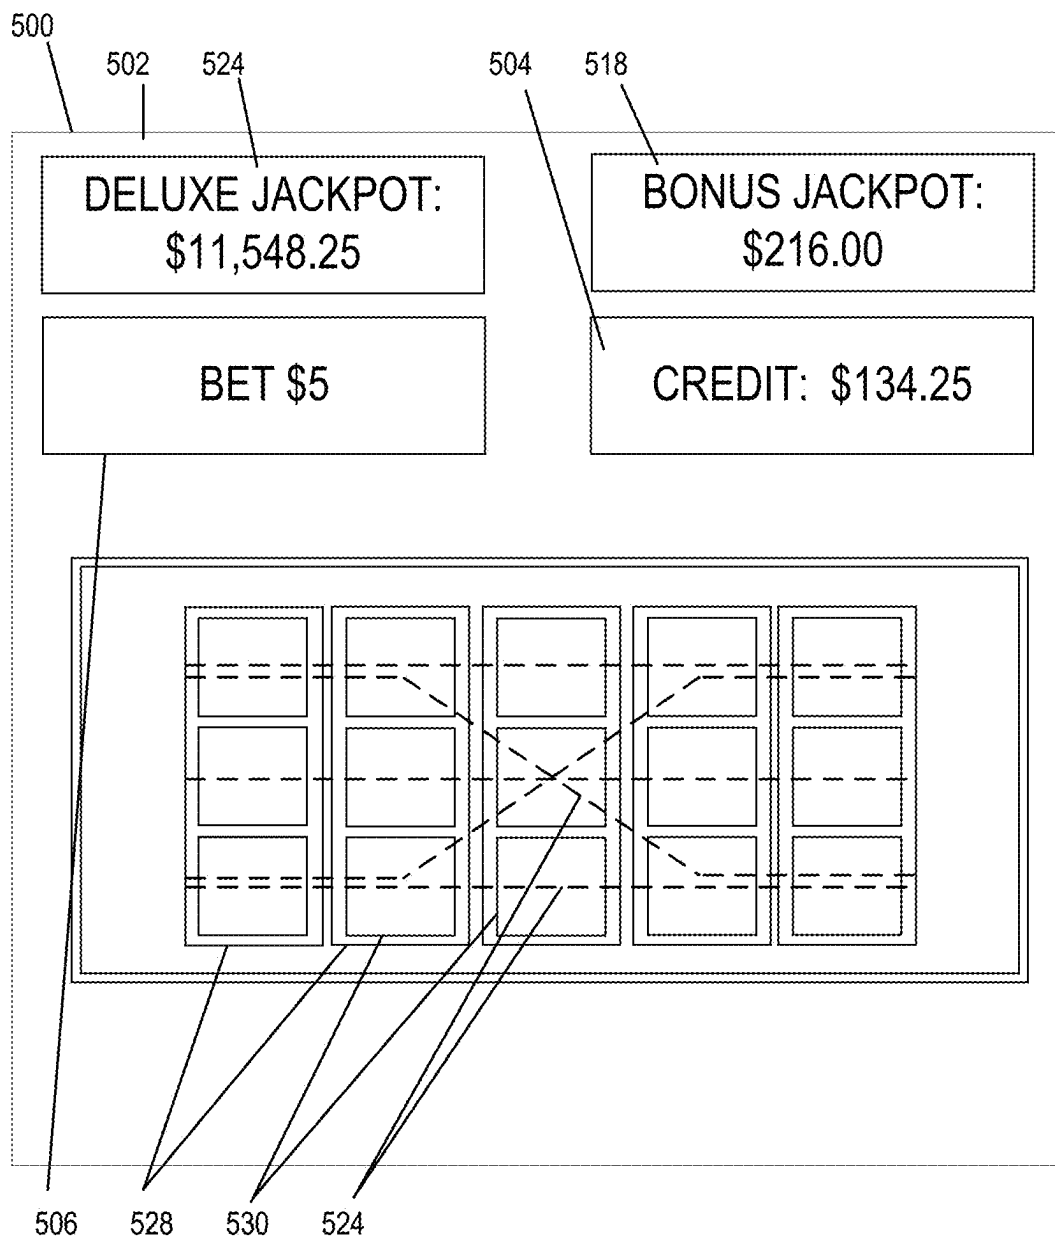 500
502 524 504 518
DELUXE JACKPOT:
$11,548.25
BONUS JACKPOT:
$216.00
BET $5
CREDIT: $134.25
506 528 530 524